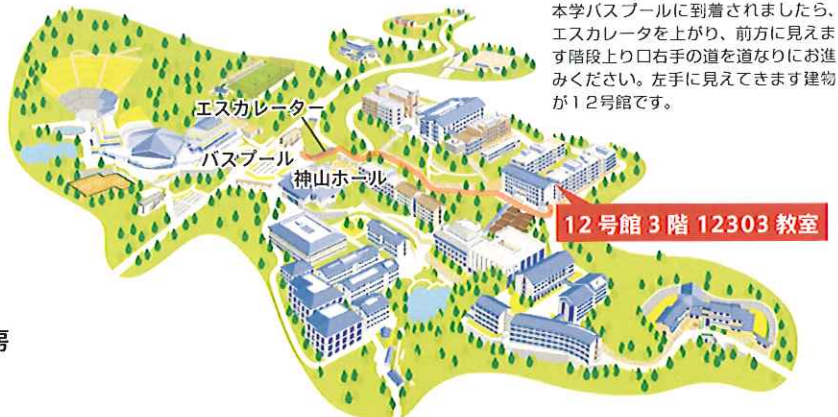 本学バスプールに到着されましたら、
エスカレータを上がり、前方に見えま
す階段上り口右手の道を道なりにお進
みください。左手に見えてきます建物
が12号館です。
エスカレーター
バスプール
神山ホール
12号館3階 12303教室